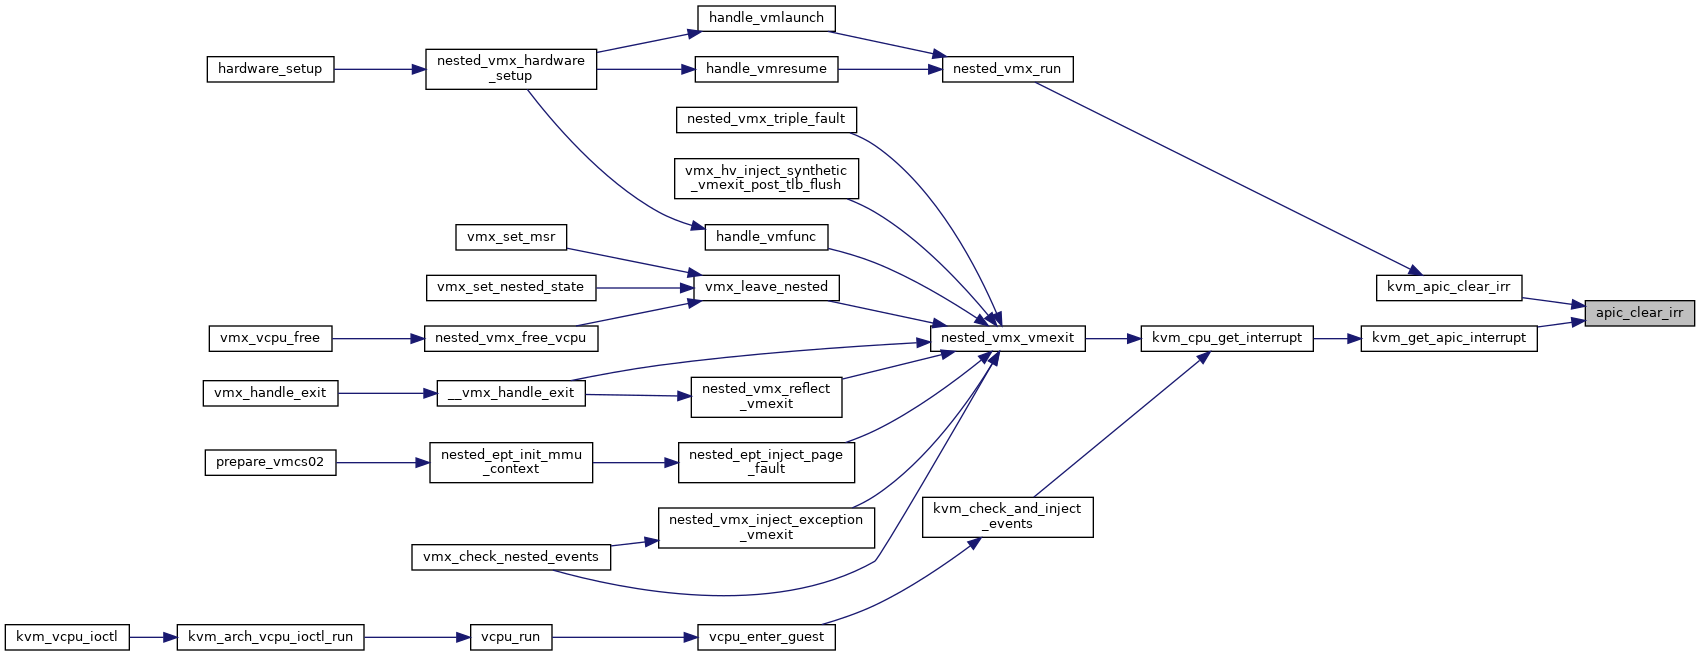 handle_vmlaunch
hardware_setup
nested_vmx_hardware
_setup
handle_vmresume
nested_vmx_run
nested_vmx_triple_fault
vmx_hv_inject_synthetic
_vmexit_post_tlb_flush
vmx_set_msr
handle_vmfunc
vmx_set_nested_state
vmx_leave_nested
kvm_apic_clear_irr
apic_clear_irr
vmx_vcpu_free
nested_vmx_free_vcpu
nested_vmx_vmexit
kvm_cpu_get_interrupt
kvm_get_apic_interrupt
vmx_handle_exit
__vmx_handle_exit
nested_vmx_reflect
_vmexit
prepare_vmcs02
nested_ept_init_mmu
_context
nested_ept_inject_page
_fault
nested_vmx_inject_exception
_vmexit
kvm_check_and_inject
_events
vmx_check_nested_events
kvm_vcpu_ioctl
kvm_arch_vcpu_ioctl_run
vcpu_run
vcpu_enter_guest